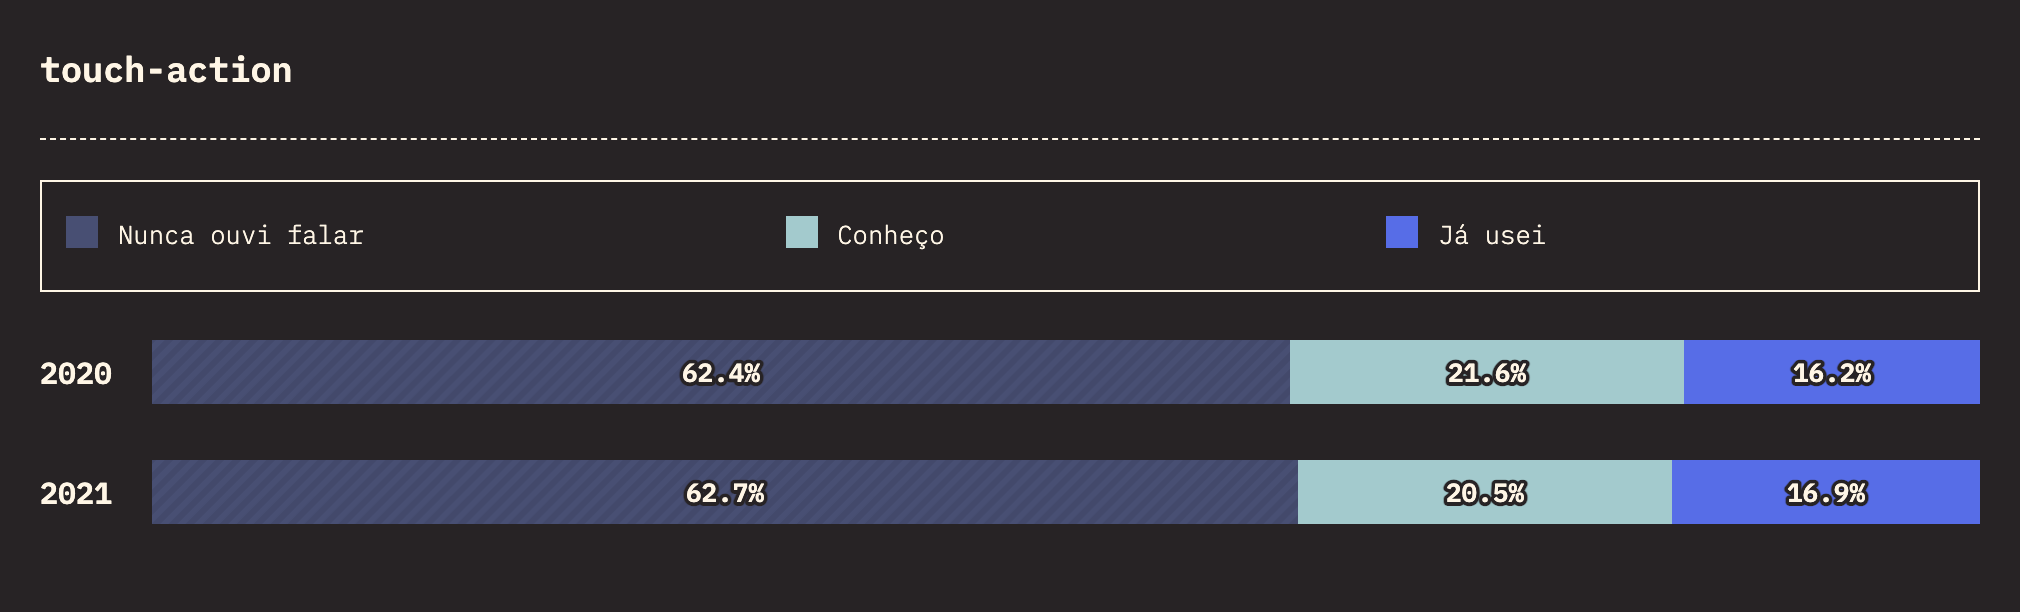 touch-action
Nunca ouvi falar Conheço Já usei
2020 62.4% 21.6% 16.2%
2021 62.7% 20.5% 16.9%